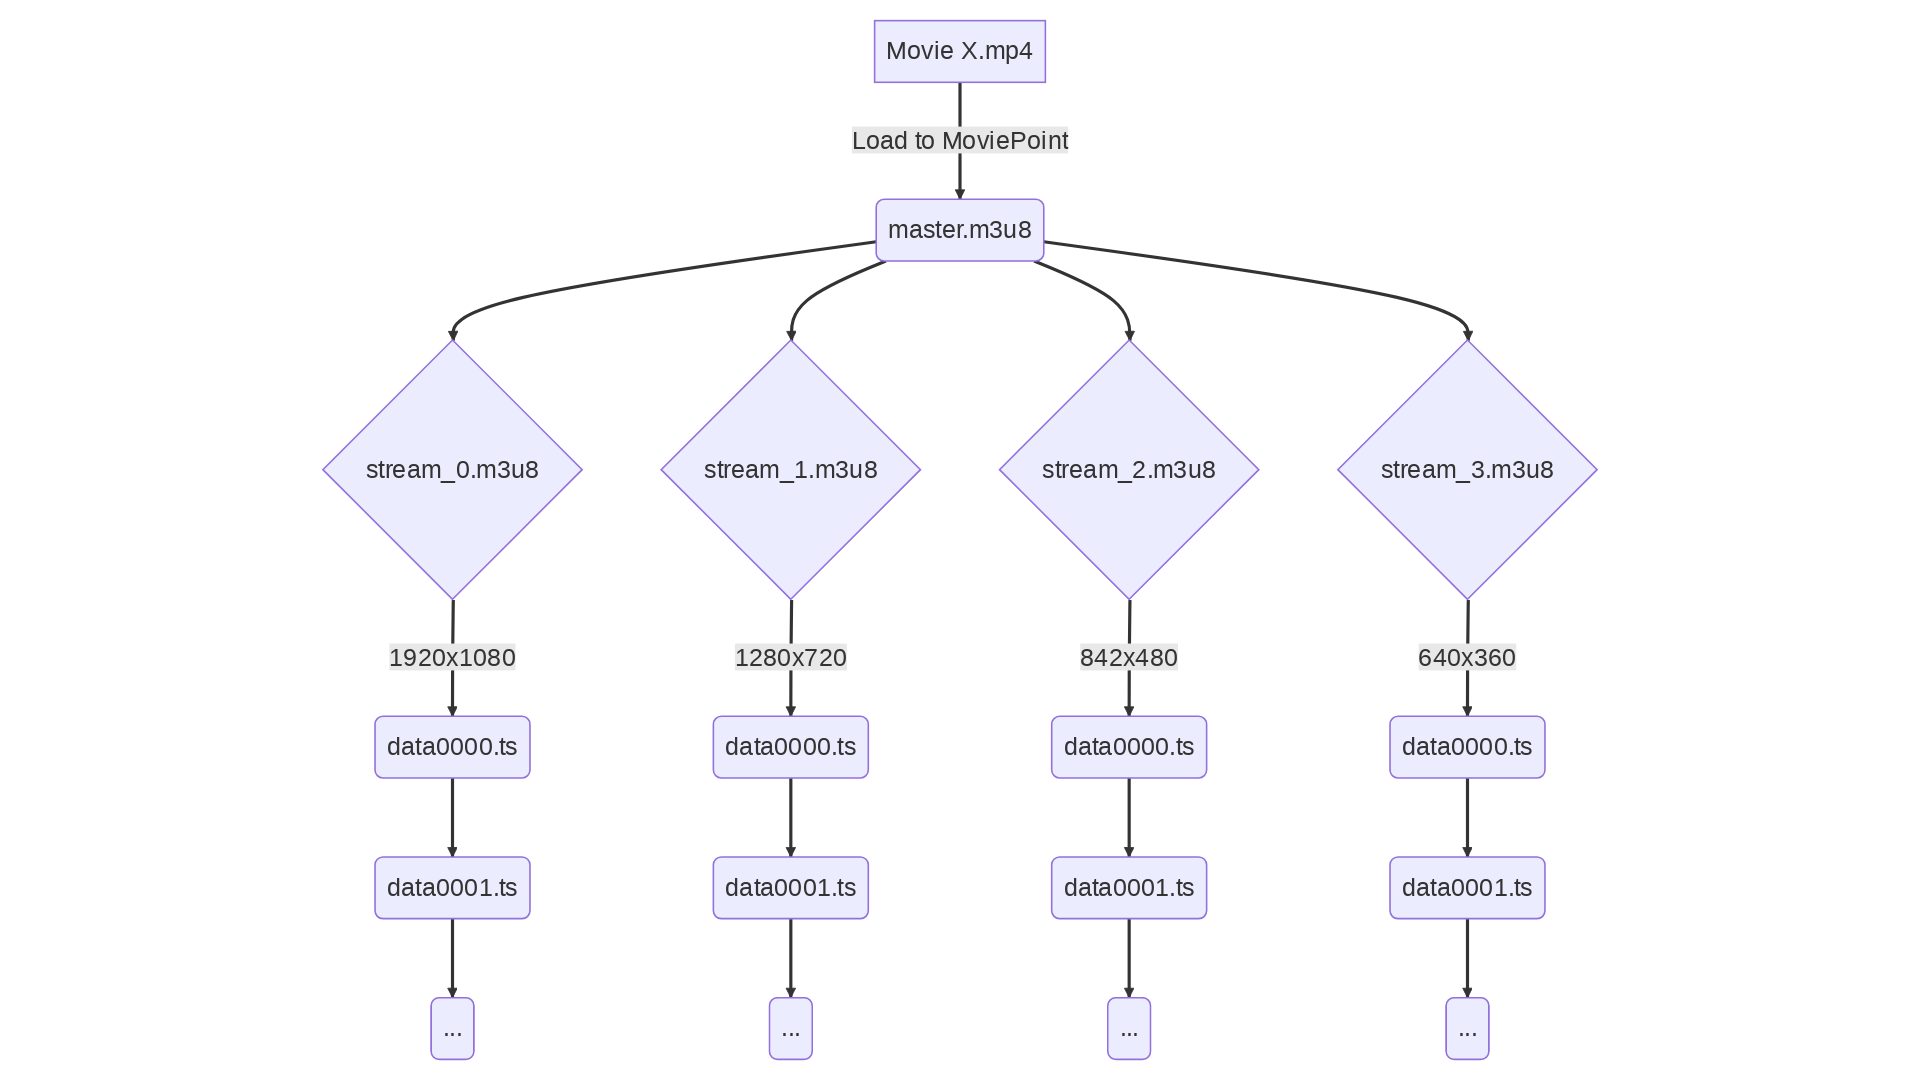 Movie X.mp4
Load to MoviePoint
master.m3u8
stream_0.m3u8
stream_1.m3u8
stream_2.m3u8
stream_3.m3u8
1920x1080
1280x720
842x480
640x360
data0000.ts
data0000.ts
data0000.ts
data0000.ts
data0001.ts
data0001.ts
data0001.ts
data0001.ts
...
...
...
...